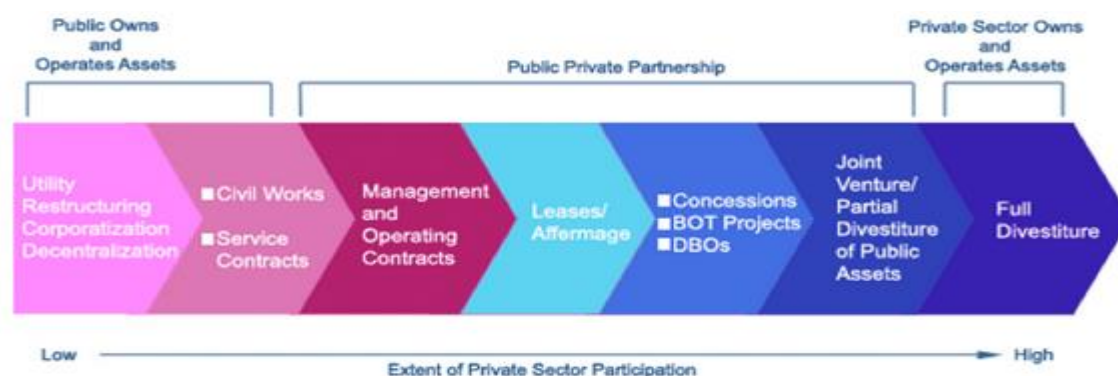 Public Owns
and
Operates Assets
Public Private Partnership
Private Sector Owns
and
Operates Assets
Utility
Restructuring
Corporatization
Decentralization
Civil Works
Service
Contracts
Management
and
Operating
Contracts
Leases/
Affermage
Concessions
BOT Projects
DBOs
Joint
Venture/
Partial
Divestiture
of Public
Assets
Full
Divestiture
Low
High
Extent of Private Sector Participation